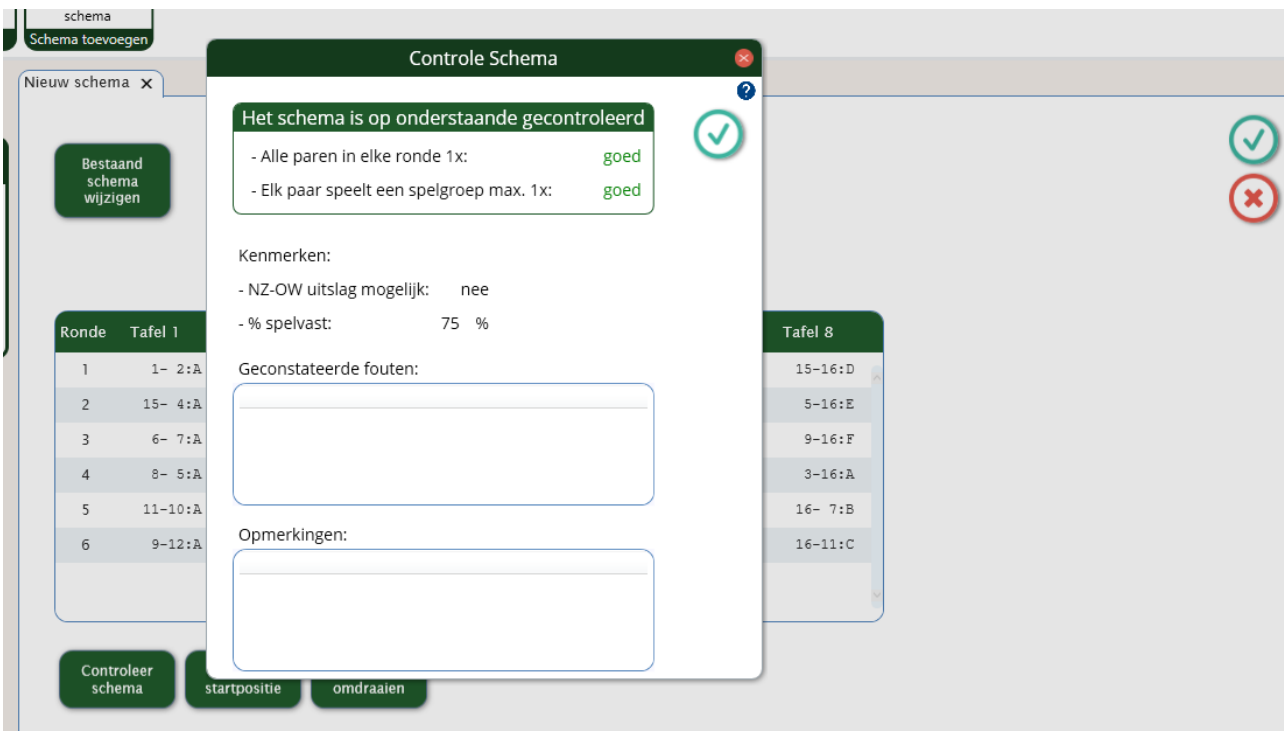 schema
Schema toevoegen
Controle Schema
Nieuw schema x
?
Het schema is op onderstaande gecontroleerd
- Alle paren in elke ronde 1x: goed
- Elk paar speelt een spelgroep max. 1x: goed
Bestaand
schema
wijzigen
Kenmerken:
- NZ-OW uitslag mogelijk: nee
- % spelvast: 75 %
Geconstateerde fouten:
Opmerkingen:
Ronde Tafel 1 Tafel 8
1 1- 2:A 15-16:D
2 15- 4:A 5-16:E
3 6- 7:A 9-16:F
4 8- 5:A 3-16:A
5 11-10:A 16- 7:B
6 9-12:A 16-11:C
Controleer
schema
startpositie
omdraaien